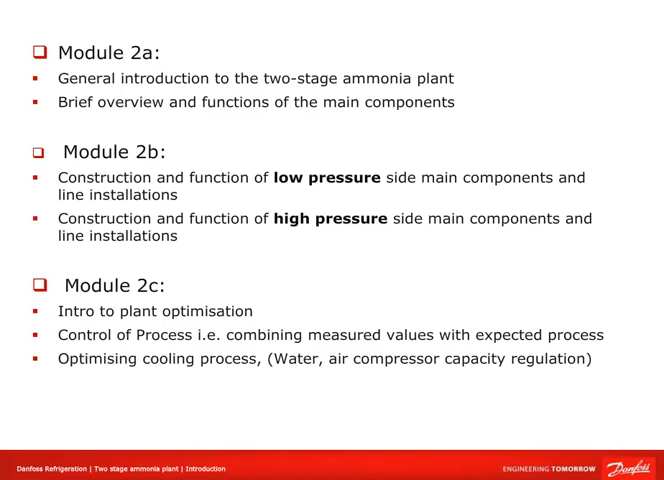 Module 2a:
General introduction to the two-stage ammonia plant
Brief overview and functions of the main components
Module 2b:
Construction and function of low pressure side main components and
line installations
Construction and function of high pressure side main components and
line installations
Module 2c:
Intro to plant optimisation
Control of Process i.e. combining measured values with expected process
Optimising cooling process, (Water, air compressor capacity regulation)
Danfoss Refrigeration | Two stage ammonia plant | Introduction
ENGINEERING TOMORROW
Danfoss